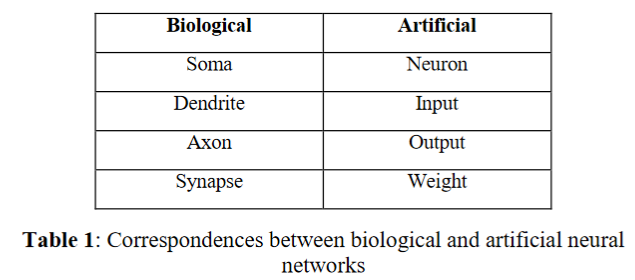 Biological Artificial
Soma Neuron
Dendrite Input
Axon Output
Synapse Weight
Table 1: Correspondences between biological and artificial neural
networks